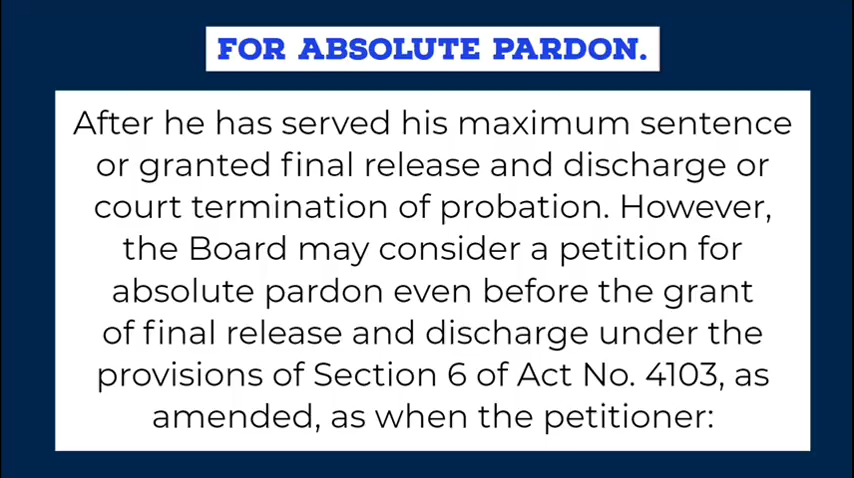 FOR ABSOLUTE PARDON.
After he has served his maximum sentence
or granted final release and discharge or
court termination of probation. However,
the Board may consider a petition for
absolute pardon even before the grant
of final release and discharge under the
provisions of Section 6 of Act No. 4103, as
amended, as when the petitioner: